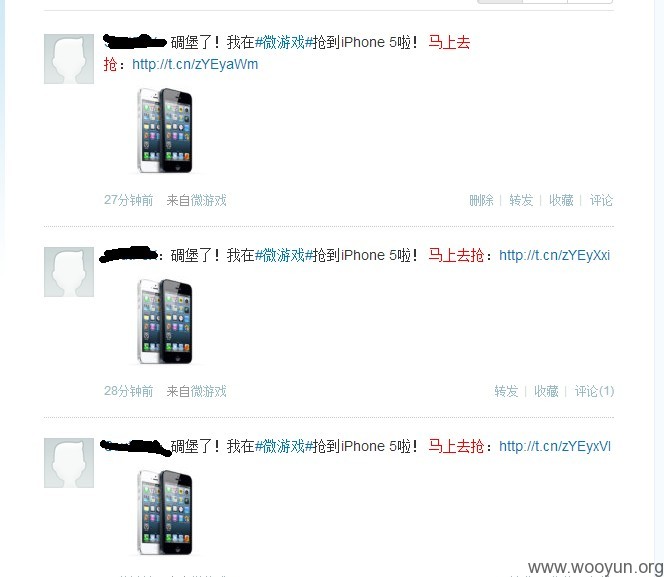 碉堡了！我在#微游戏#抢到iPhone 5啦！ 马上去
抢：http://t.cn/zYEyaWm
27分钟前 来自微游戏 删除 | 转发 | 收藏 | 评论
：碉堡了！我在#微游戏#抢到iPhone 5啦！ 马上去抢：http://t.cn/zYEyXxi
28分钟前 来自微游戏 转发 | 收藏 | 评论(1)
碉堡了！我在#微游戏#抢到iPhone 5啦！ 马上去抢：http://t.cn/zYEyxVl
www.wooyun.org